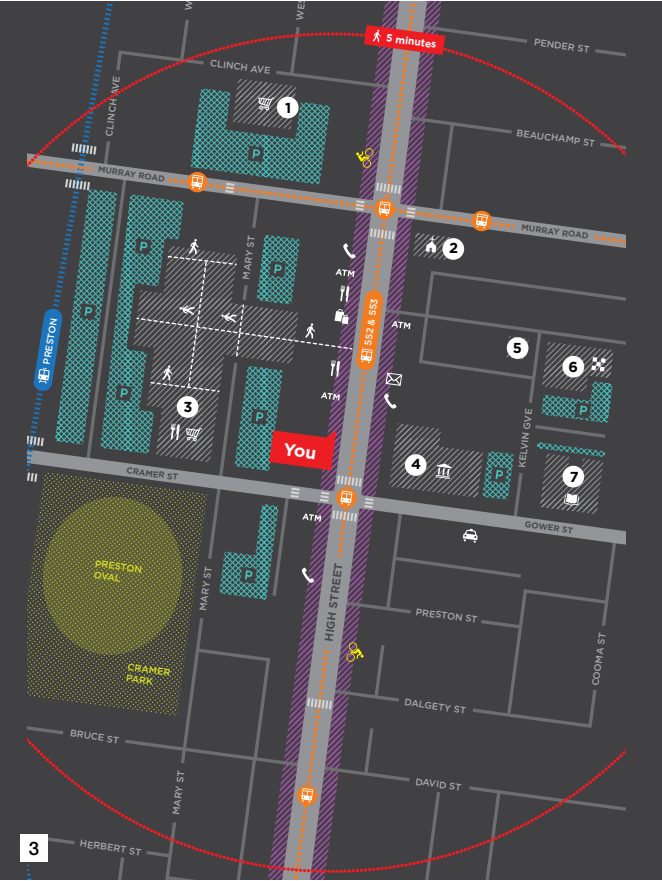 W
WES
5 minutes
PENDER ST
CLINCH AVE
CLINCH AVE
1
BEAUCHAMP ST
P
MURRAY ROAD
MURRAY ROAD
2
P
MARY ST
P
ATM
P
552 & 553
ATM
PRESTON
5
6
P
ATM
P
3
P
KELVIN GVE
You
4
P
7
CRAMER ST
GOWER ST
ATM
PRESTON
OVAL
P
MARY ST
HIGH STREET
PRESTON ST
COOMA ST
CRAMER
PARK
DALGETY ST
BRUCE ST
MARY ST
DAVID ST
3
HERBERT ST